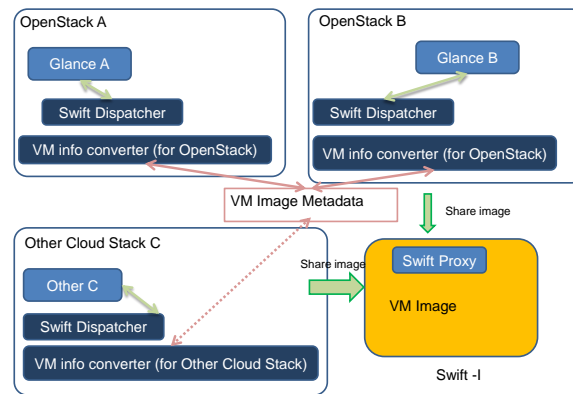 OpenStack A
Glance A
Swift Dispatcher
VM info converter (for OpenStack)
OpenStack B
Glance B
Swift Dispatcher
VM info converter (for OpenStack)
VM Image Metadata
Share image
Other Cloud Stack C
Other C
Swift Dispatcher
VM info converter (for Other Cloud Stack)
Share image
Swift Proxy
VM Image
Swift -I